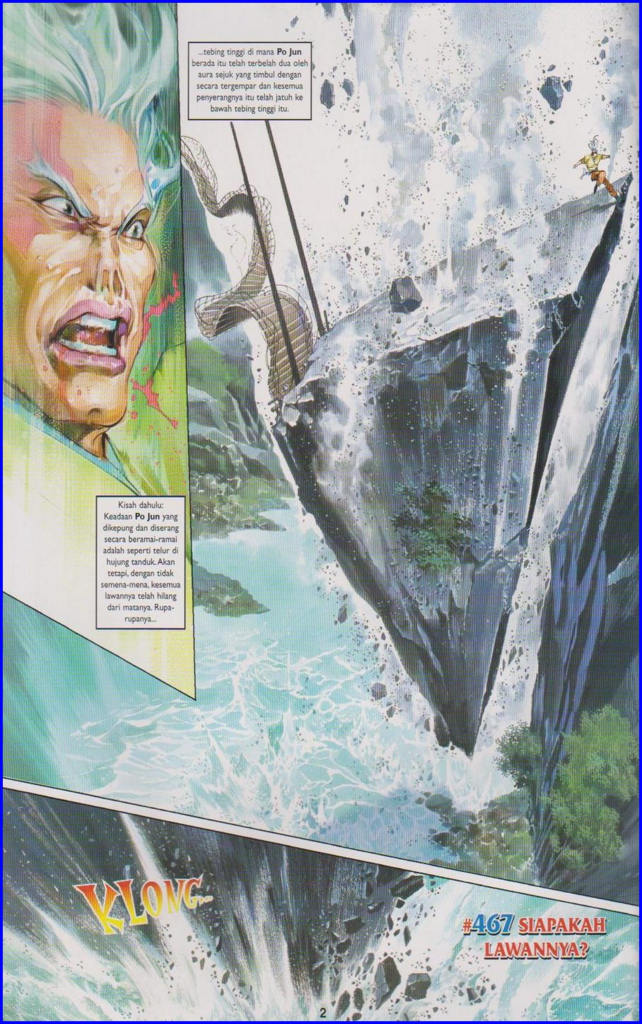 Kisah dahulu:
Keadaan Po Jun yang
dikepung dan diserang
secara beramai-ramai
adalah seperti telur di
hujung tanduk. Akan
tetapi, dengan tidak
semena-mena, kesemua
lawannya telah hilang
dari matanya. Rupa-
rupanya...
...tebing tinggi di mana Po Jun
berada itu telah terbelah dua oleh
aura sejuk yang timbul dengan
secara tergempar dan kesemua
penyerangnya itu telah jatuh ke
bawah tebing tinggi itu.
KLONG...
#467 SIAPAKAH
LAWANNYA?
2